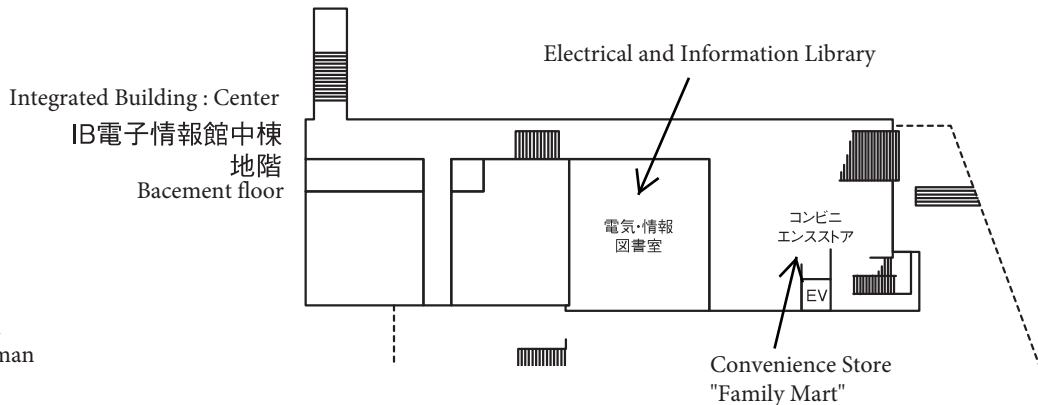 Electrical and Information Library
Integrated Building : Center
IB電子情報館中棟
地階
Bacement floor
電気・情報
図書室
コンビニ
エンスストア
EV
man
Convenience Store
"Family Mart"